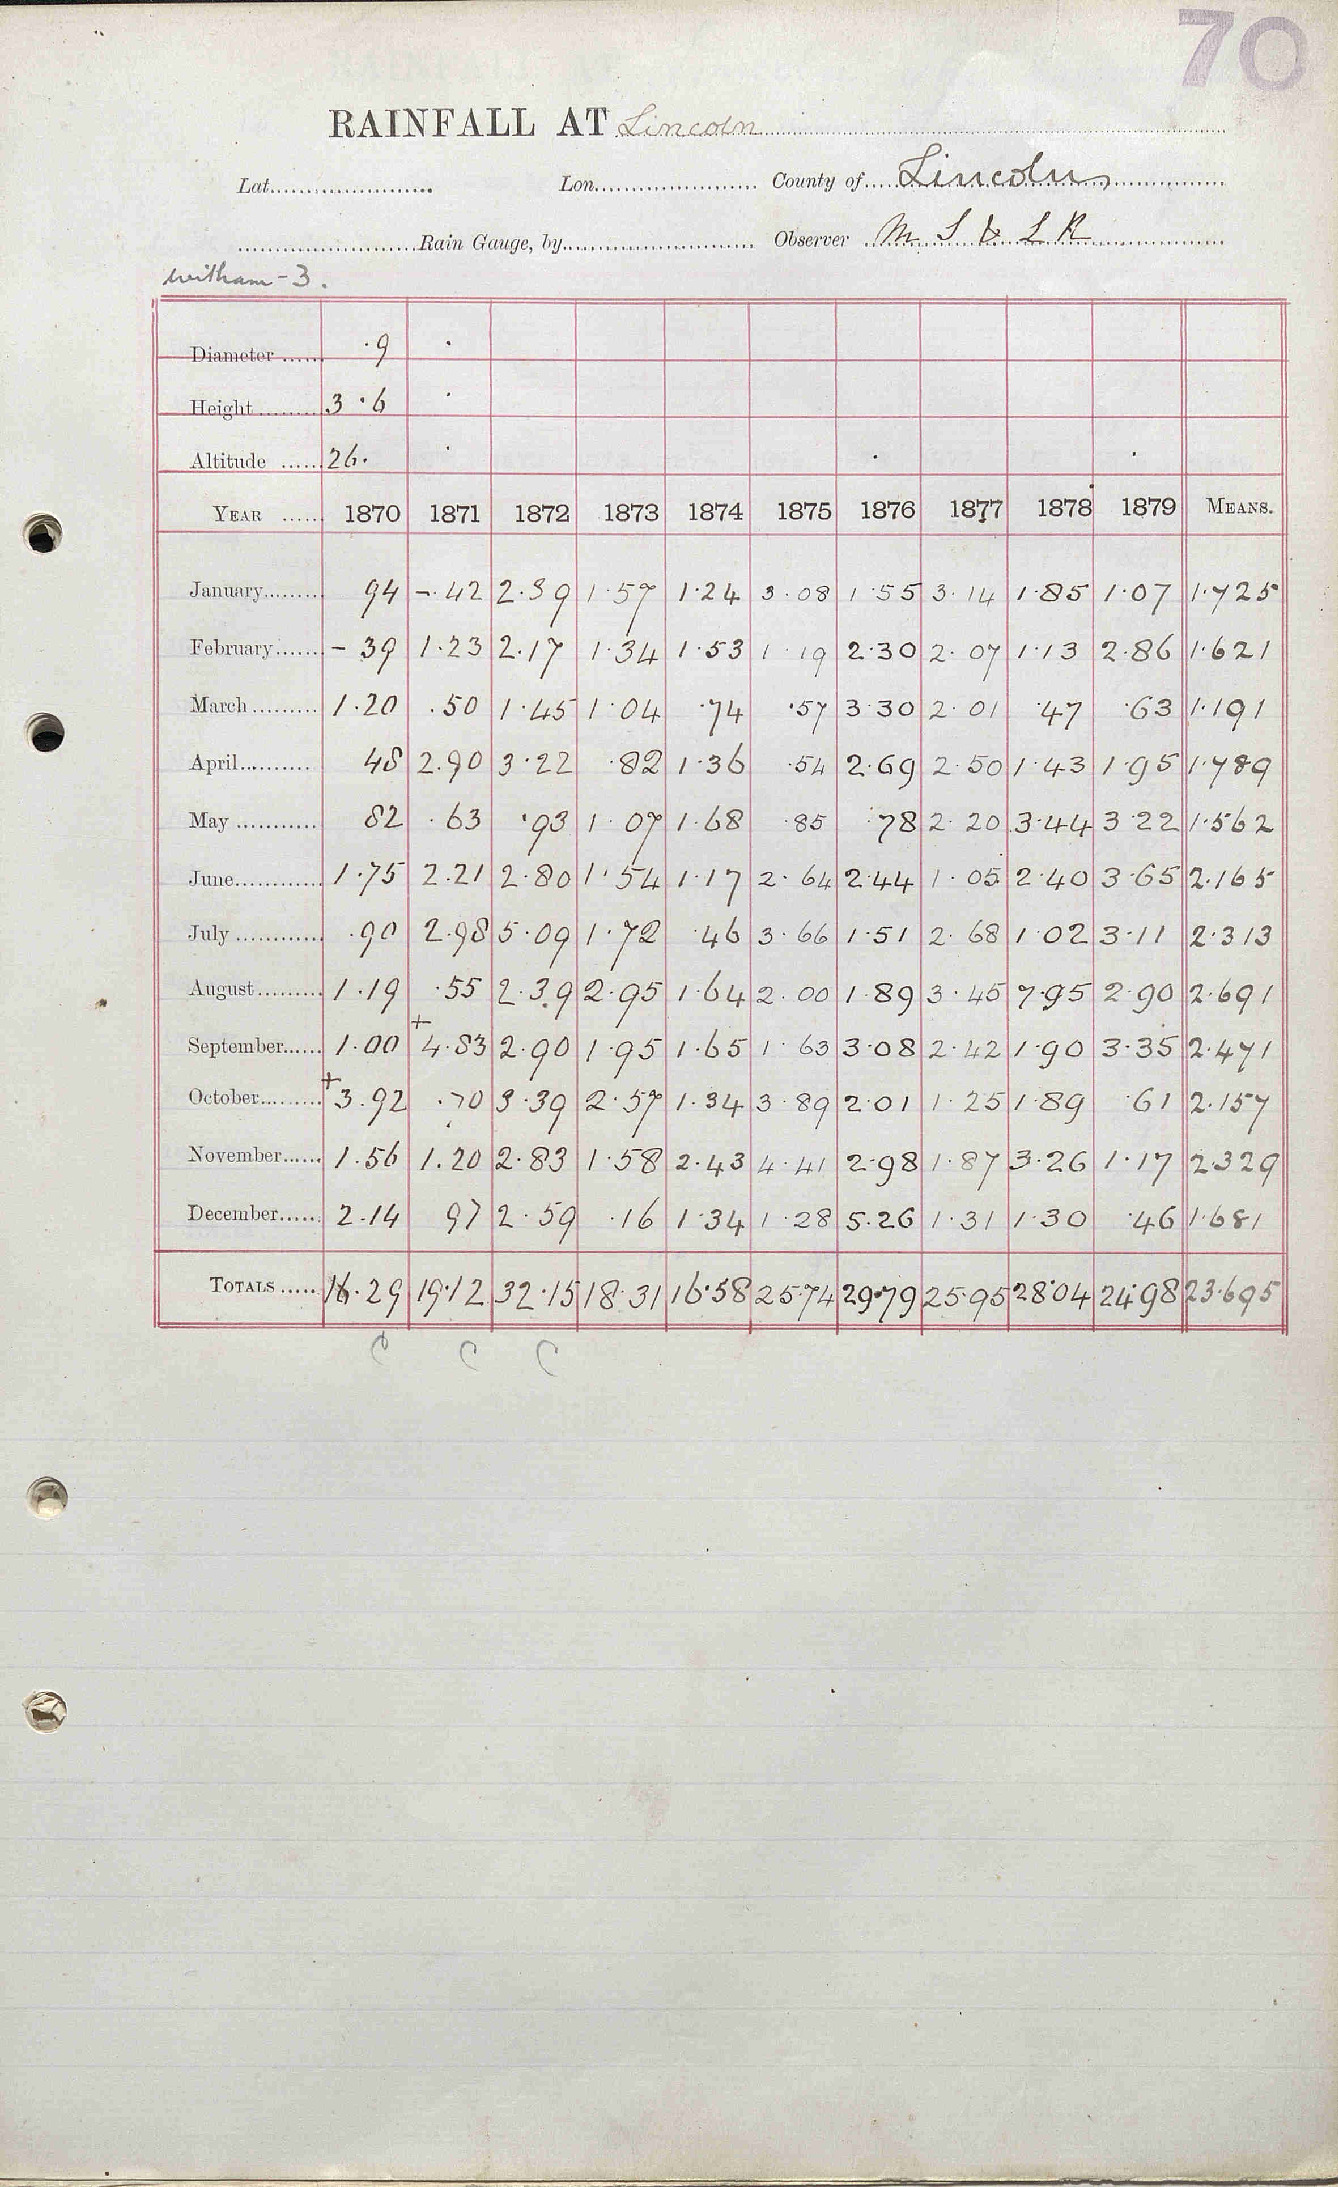 70
RAINFALL AT Lincoln
Lat. Lon. County of Lincoln
Rain Gauge, by Observer M S & L R
Witham - 3.
Diameter ·9
Height 3·6
Altitude 26·
YEAR 1870 1871 1872 1873 1874 1875 1876 1877 1878 1879 MEANS.
January 94 -·42 2·39 1·57 1·24 3·08 1·55 3·14 1·85 1·07 1·725
February - 39 1·23 2·17 1·34 1·53 1·19 2·30 2·07 1·13 2·86 1·621
March 1·20 ·50 1·45 1·04 ·74 ·57 3·30 2·01 ·47 ·63 1·191
April 48 2·90 3·22 ·82 1·36 ·54 2·69 2·50 1·43 1·95 1·789
May 82 ·63 ·93 1·07 1·68 ·85 ·78 2·20 3·44 3·22 1·562
June 1·75 2·21 2·80 1·54 1·17 2·64 2·44 1·05 2·40 3·65 2·165
July ·90 2·98 5·09 1·72 ·46 3·66 1·51 2·68 1·02 3·11 2·313
August 1·19 ·55 2·39 2·95 1·64 2·00 1·89 3·45 7·95 2·90 2·691
September 1·00 +4·83 2·90 1·95 1·65 1·63 3·08 2·42 1·90 3·35 2·471
October +3·92 ·70 3·39 2·57 1·34 3·89 2·01 1·25 1·89 ·61 2·157
November 1·56 1·20 2·83 1·58 2·43 4·41 2·98 1·87 3·26 1·17 2·329
December 2·14 97 2·59 ·16 1·34 1·28 5·26 1·31 1·30 ·46 1·681
TOTALS 16·29 19·12 32·15 18·31 16·58 25·74 29·79 25·95 28·04 24·98 23·695
C C C